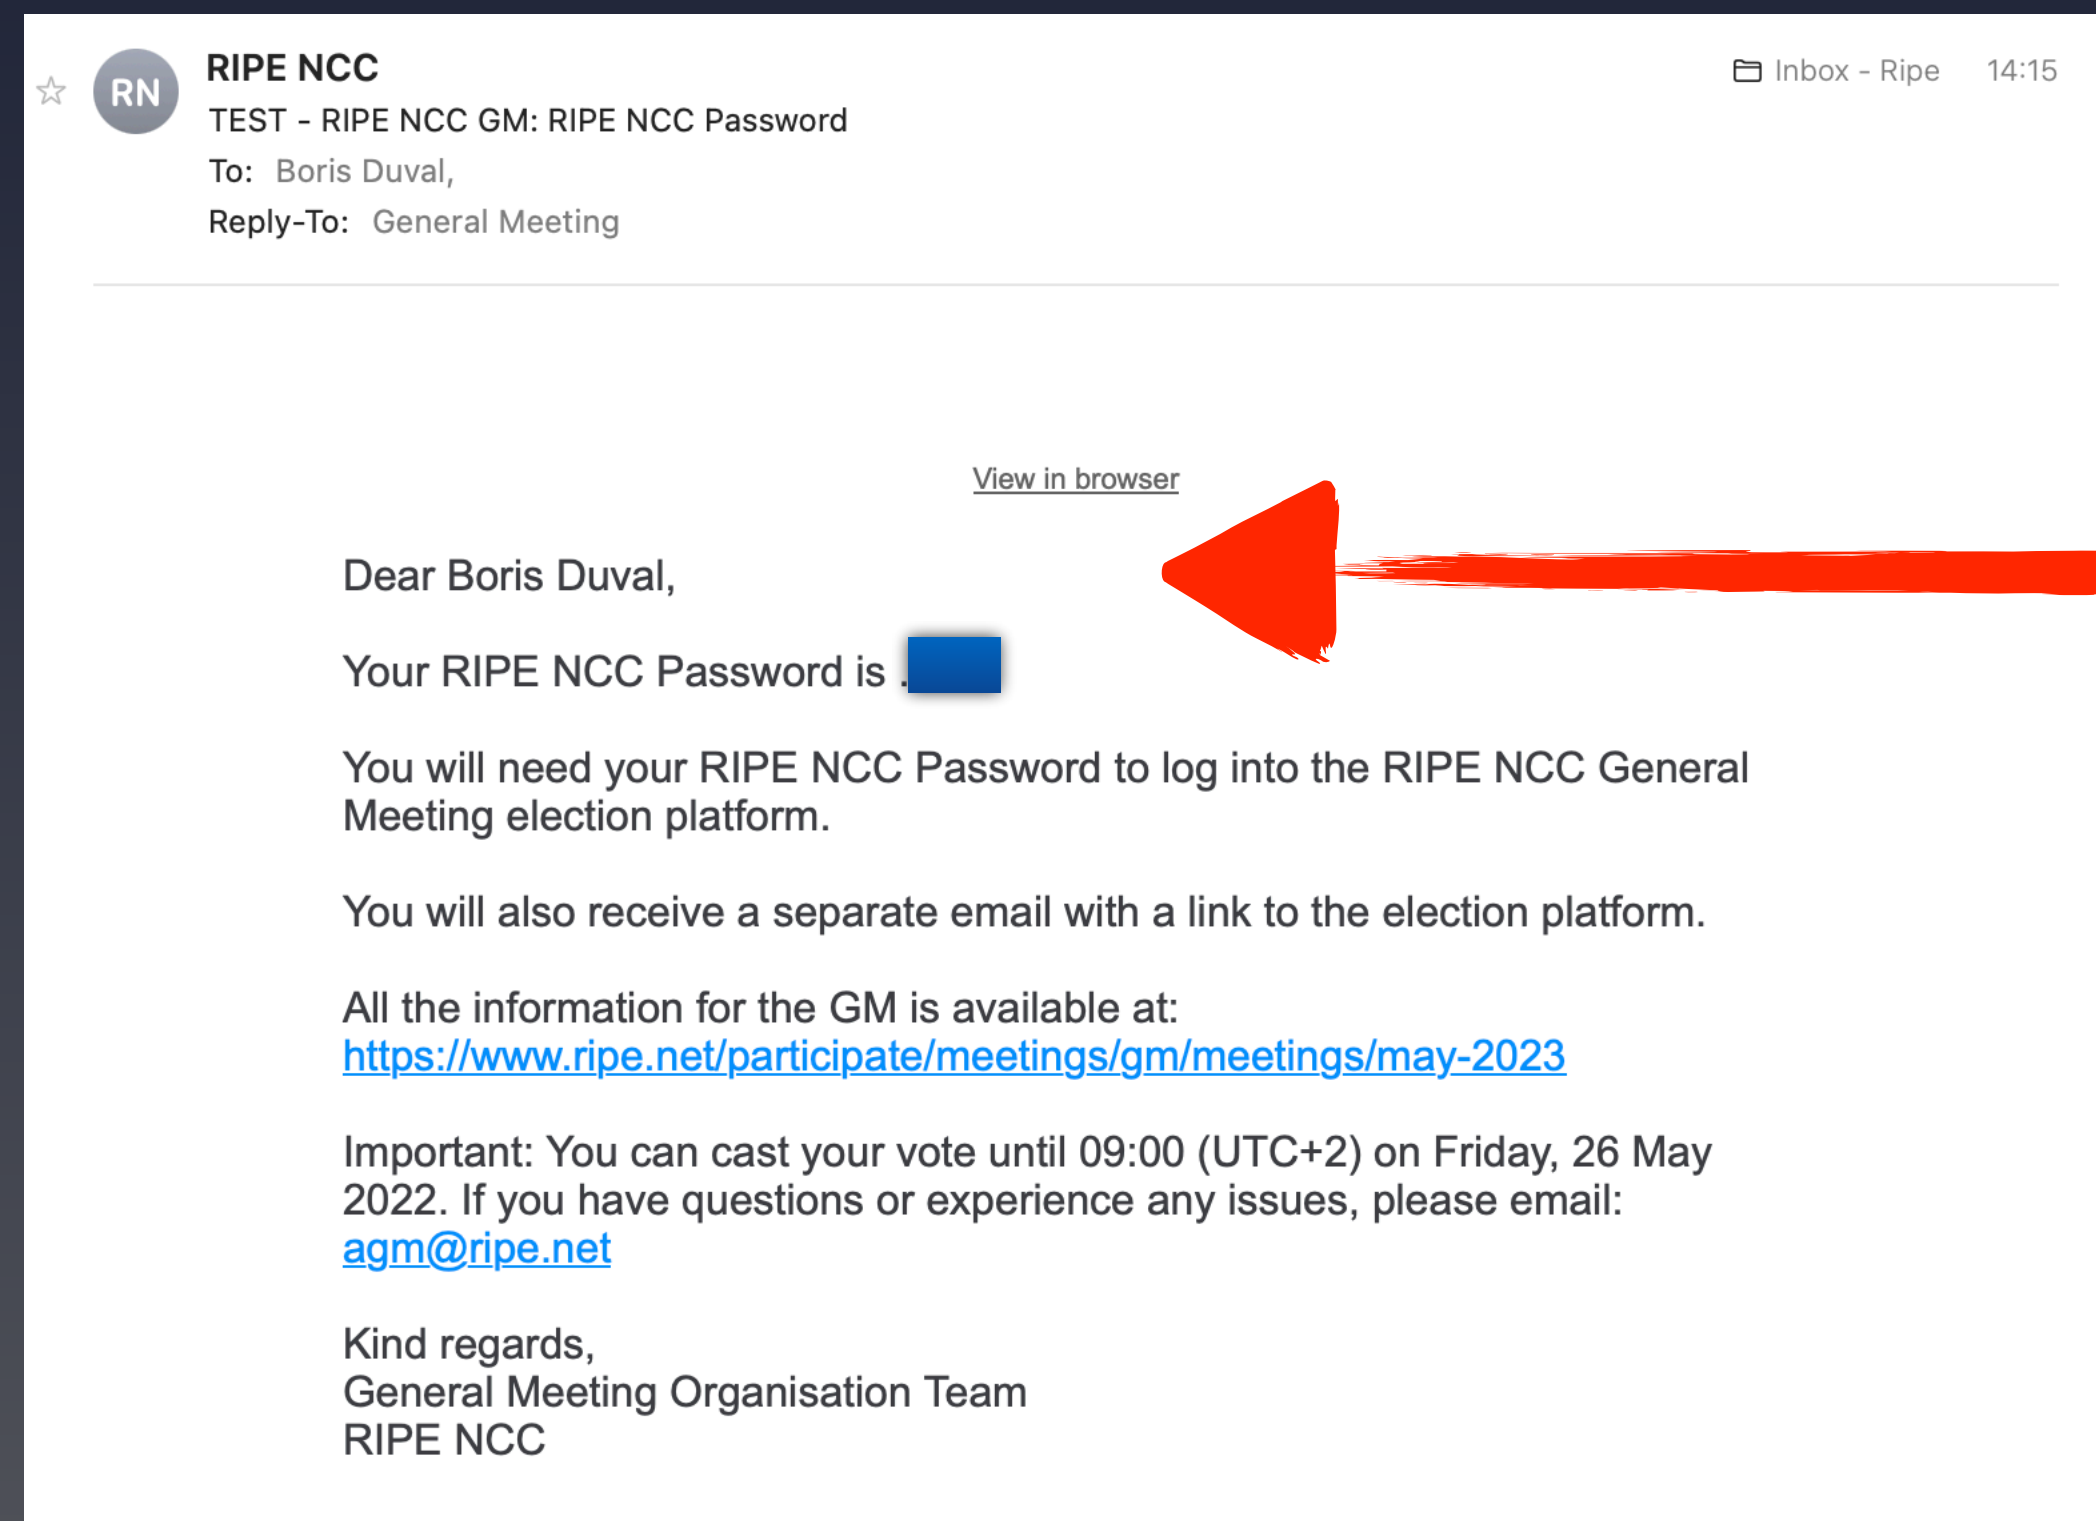 RIPE NCC
Inbox - Ripe 14:15
RN
TEST - RIPE NCC GM: RIPE NCC Password
To: Boris Duval,
Reply-To: General Meeting
View in browser
Dear Boris Duval,
Your RIPE NCC Password is .
You will need your RIPE NCC Password to log into the RIPE NCC General
Meeting election platform.
You will also receive a separate email with a link to the election platform.
All the information for the GM is available at:
https://www.ripe.net/participate/meetings/gm/meetings/may-2023
Important: You can cast your vote until 09:00 (UTC+2) on Friday, 26 May
2022. If you have questions or experience any issues, please email:
agm@ripe.net
Kind regards,
General Meeting Organisation Team
RIPE NCC